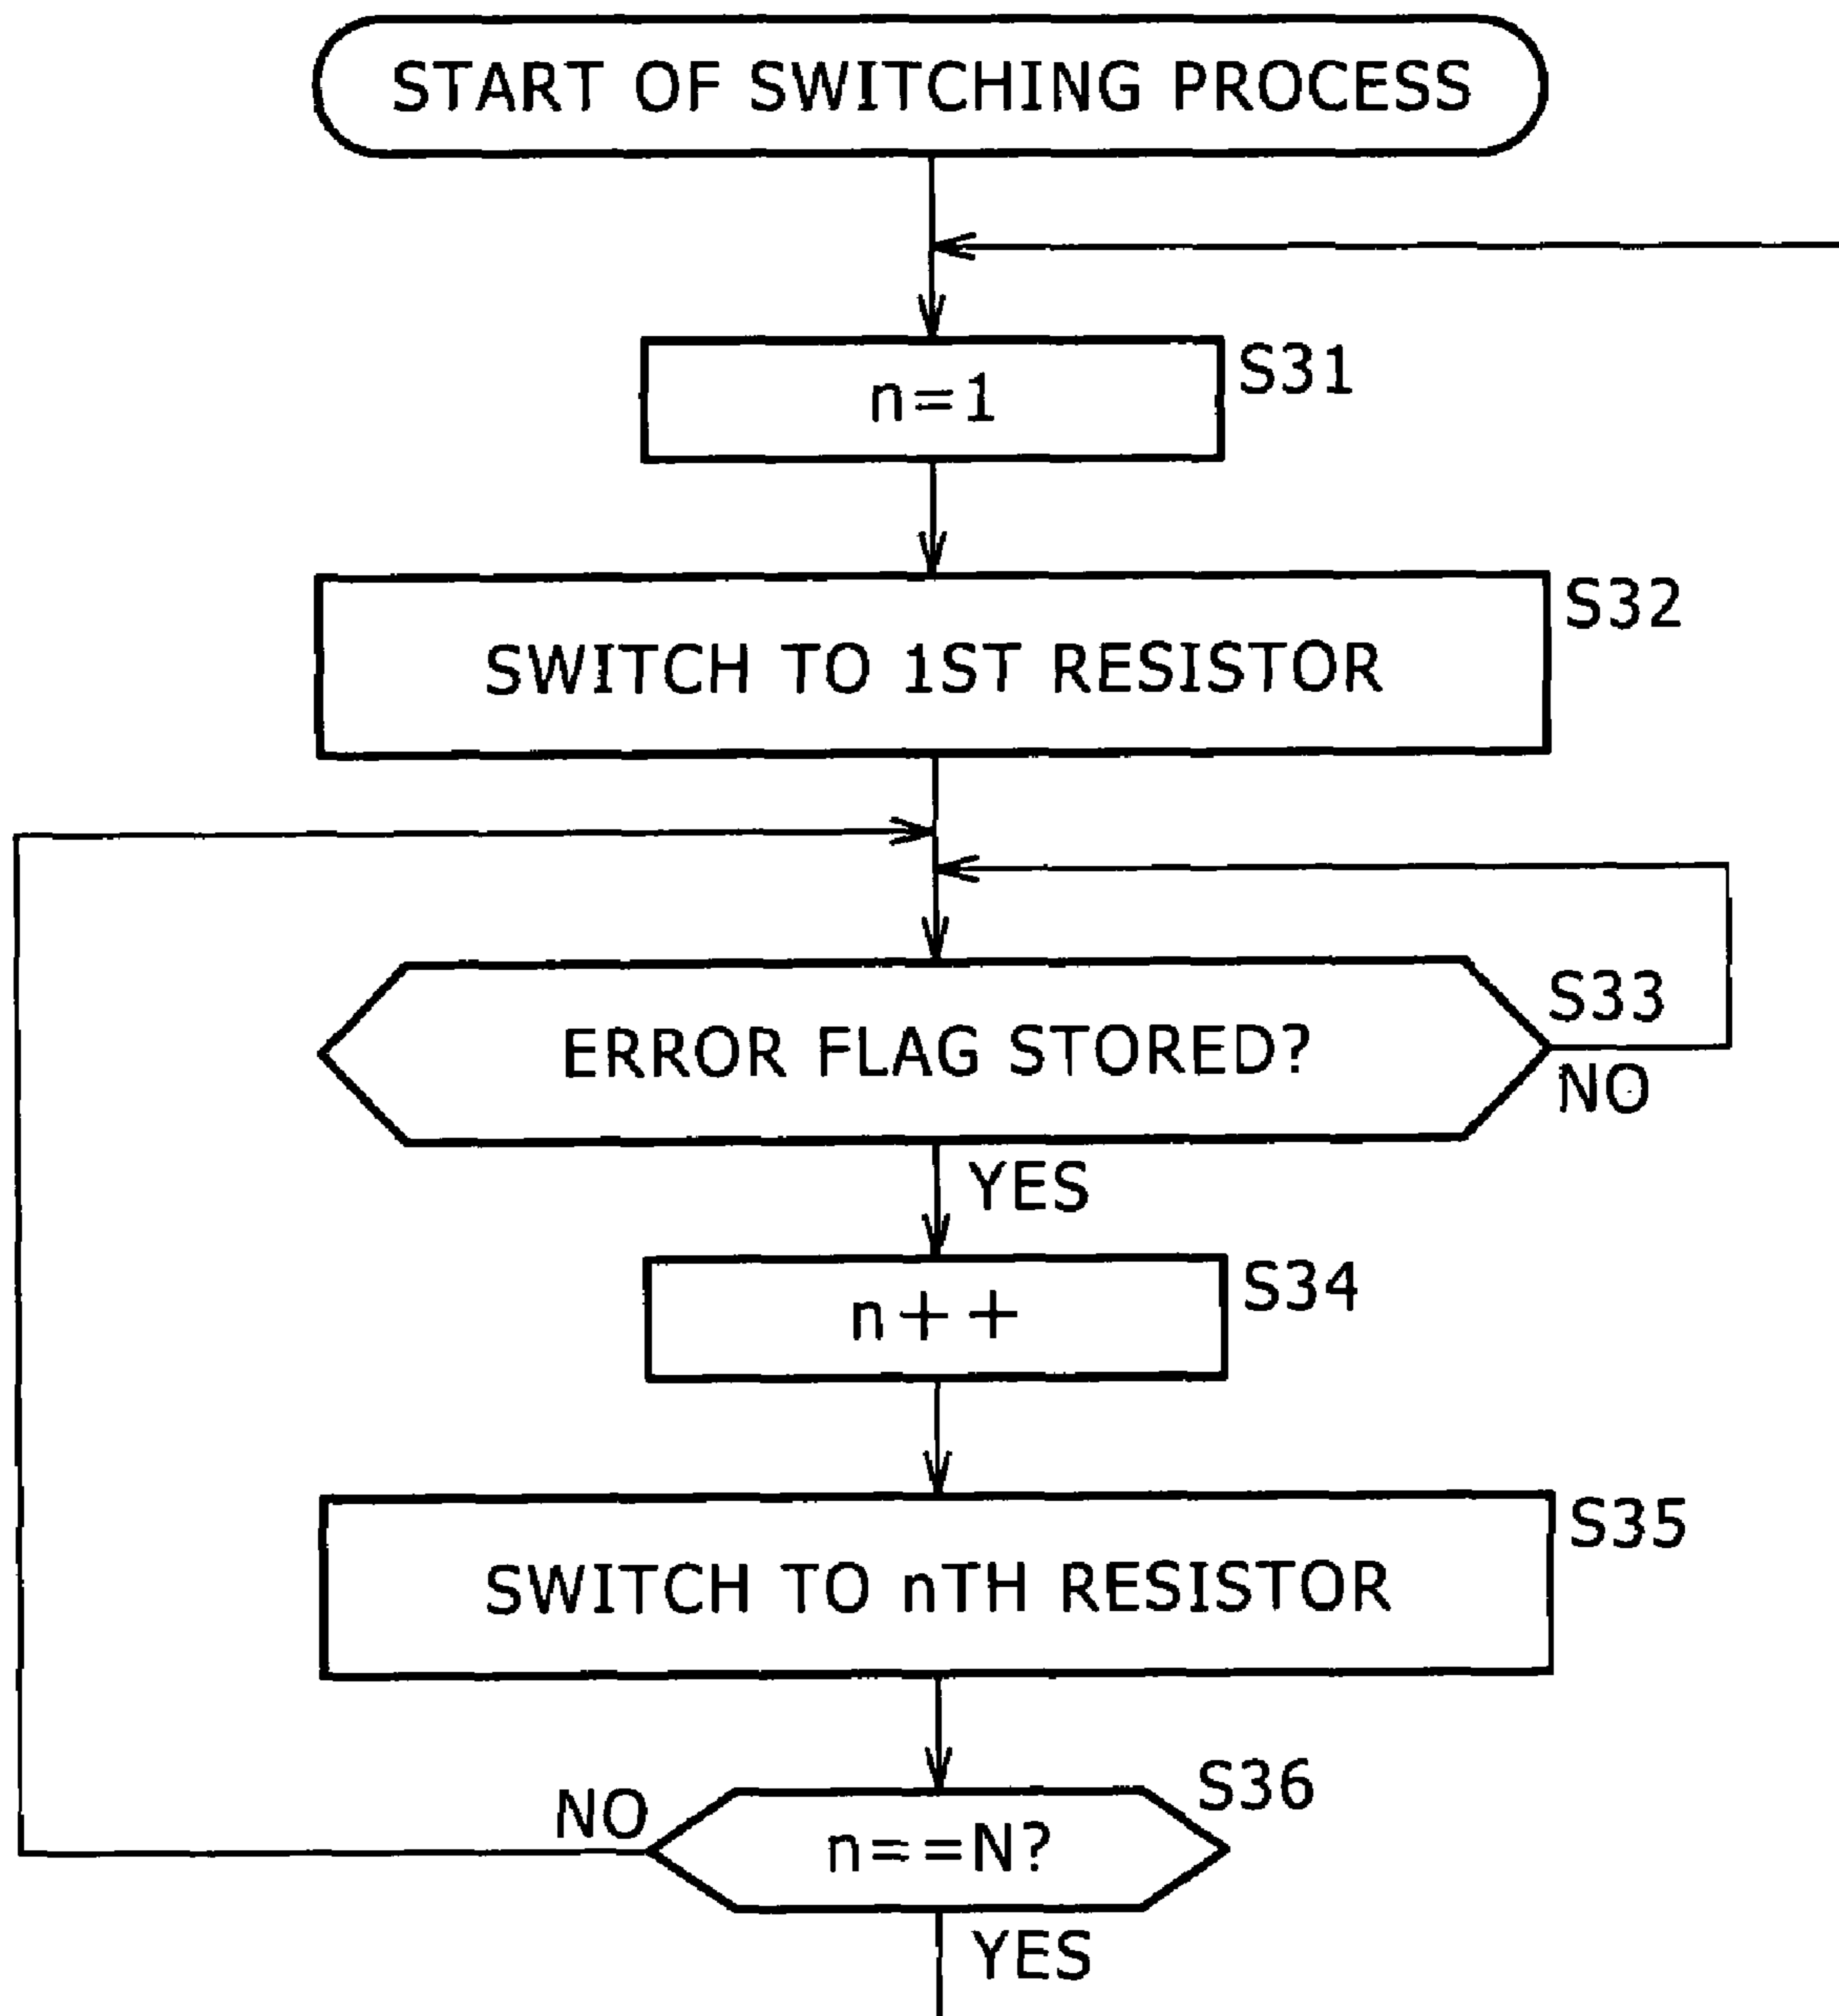 START OF SWITCHING PROCESS
n=1
S31
SWITCH TO 1ST RESISTOR
S32
ERROR FLAG STORED?
S33
NO
YES
n++
S34
SWITCH TO nTH RESISTOR
S35
n==N?
S36
NO
YES